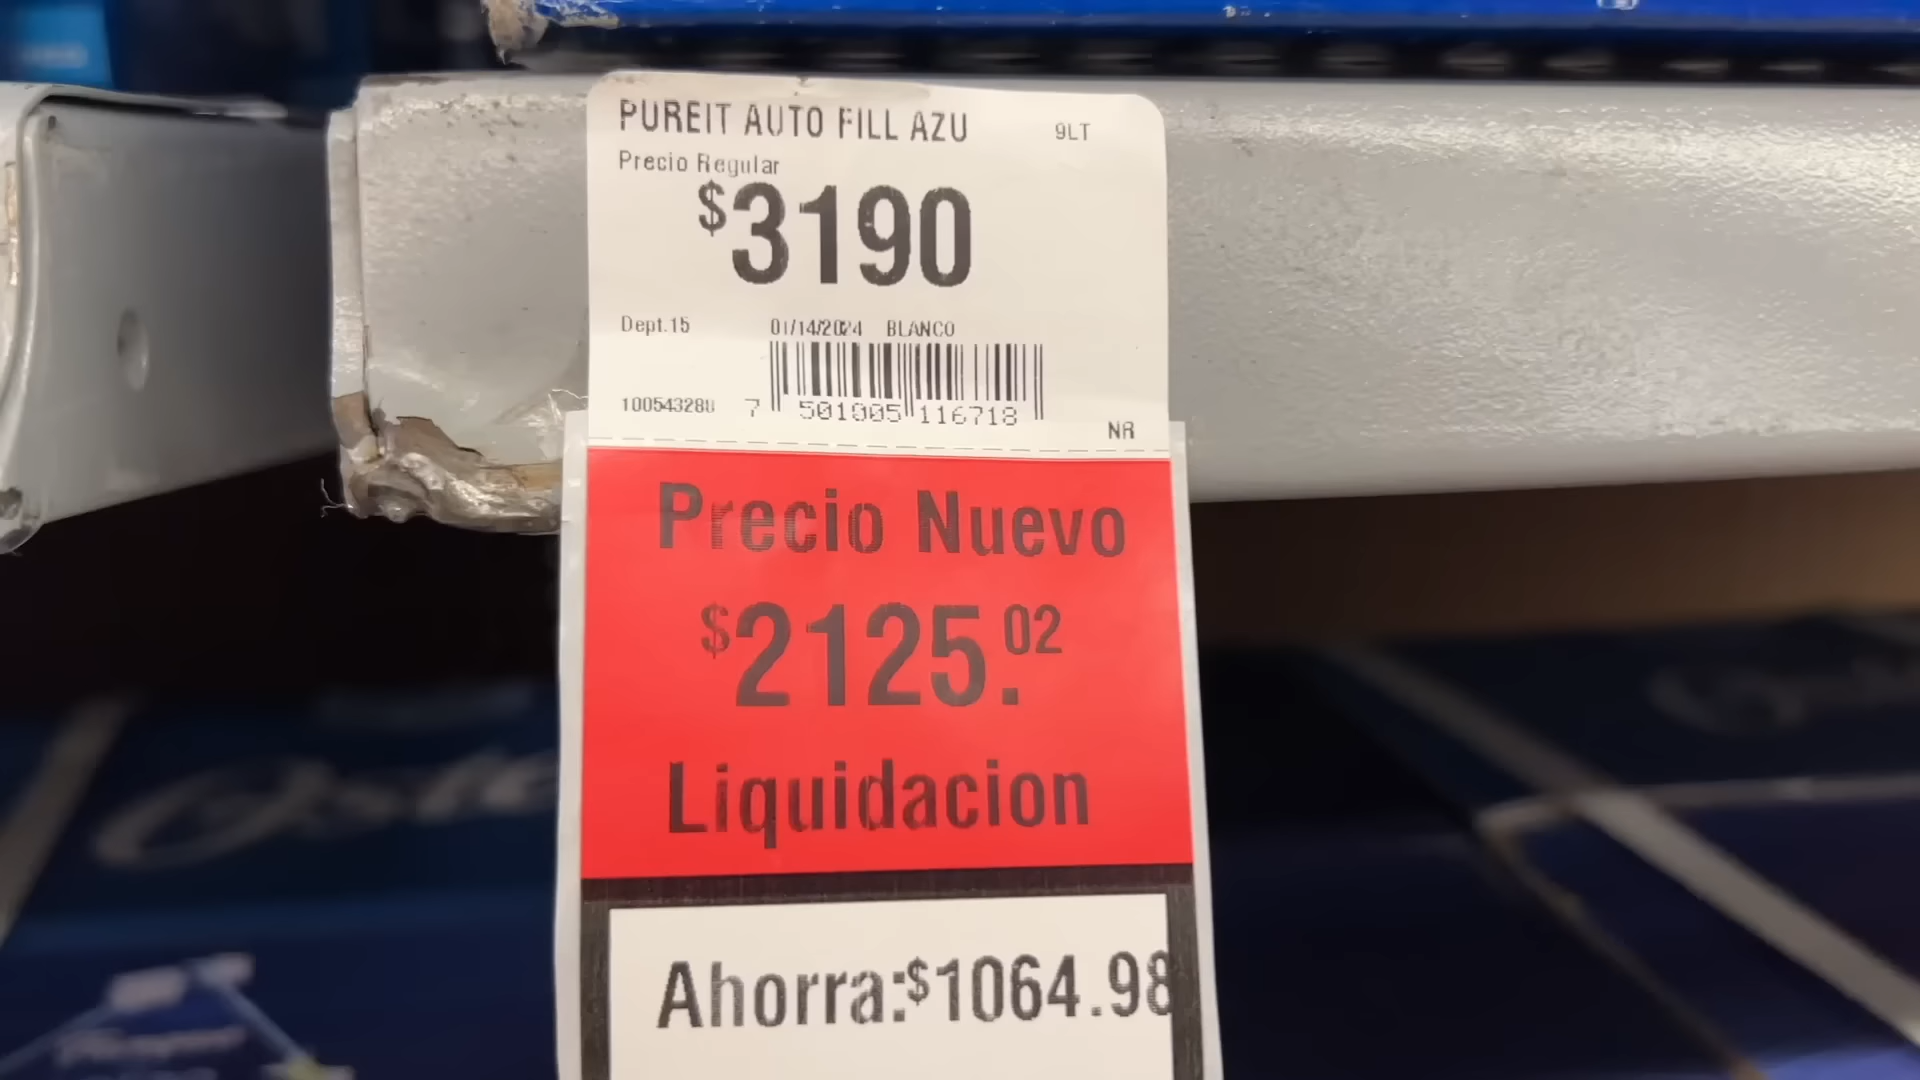 PUREIT AUTO FILL AZU 9LT
Precio Regular
$3190
Dept.15 01/14/2024 BLANCO
7 501005 116718
NR
Precio Nuevo
$2125.02
Liquidacion
Ahorra:$1064.98